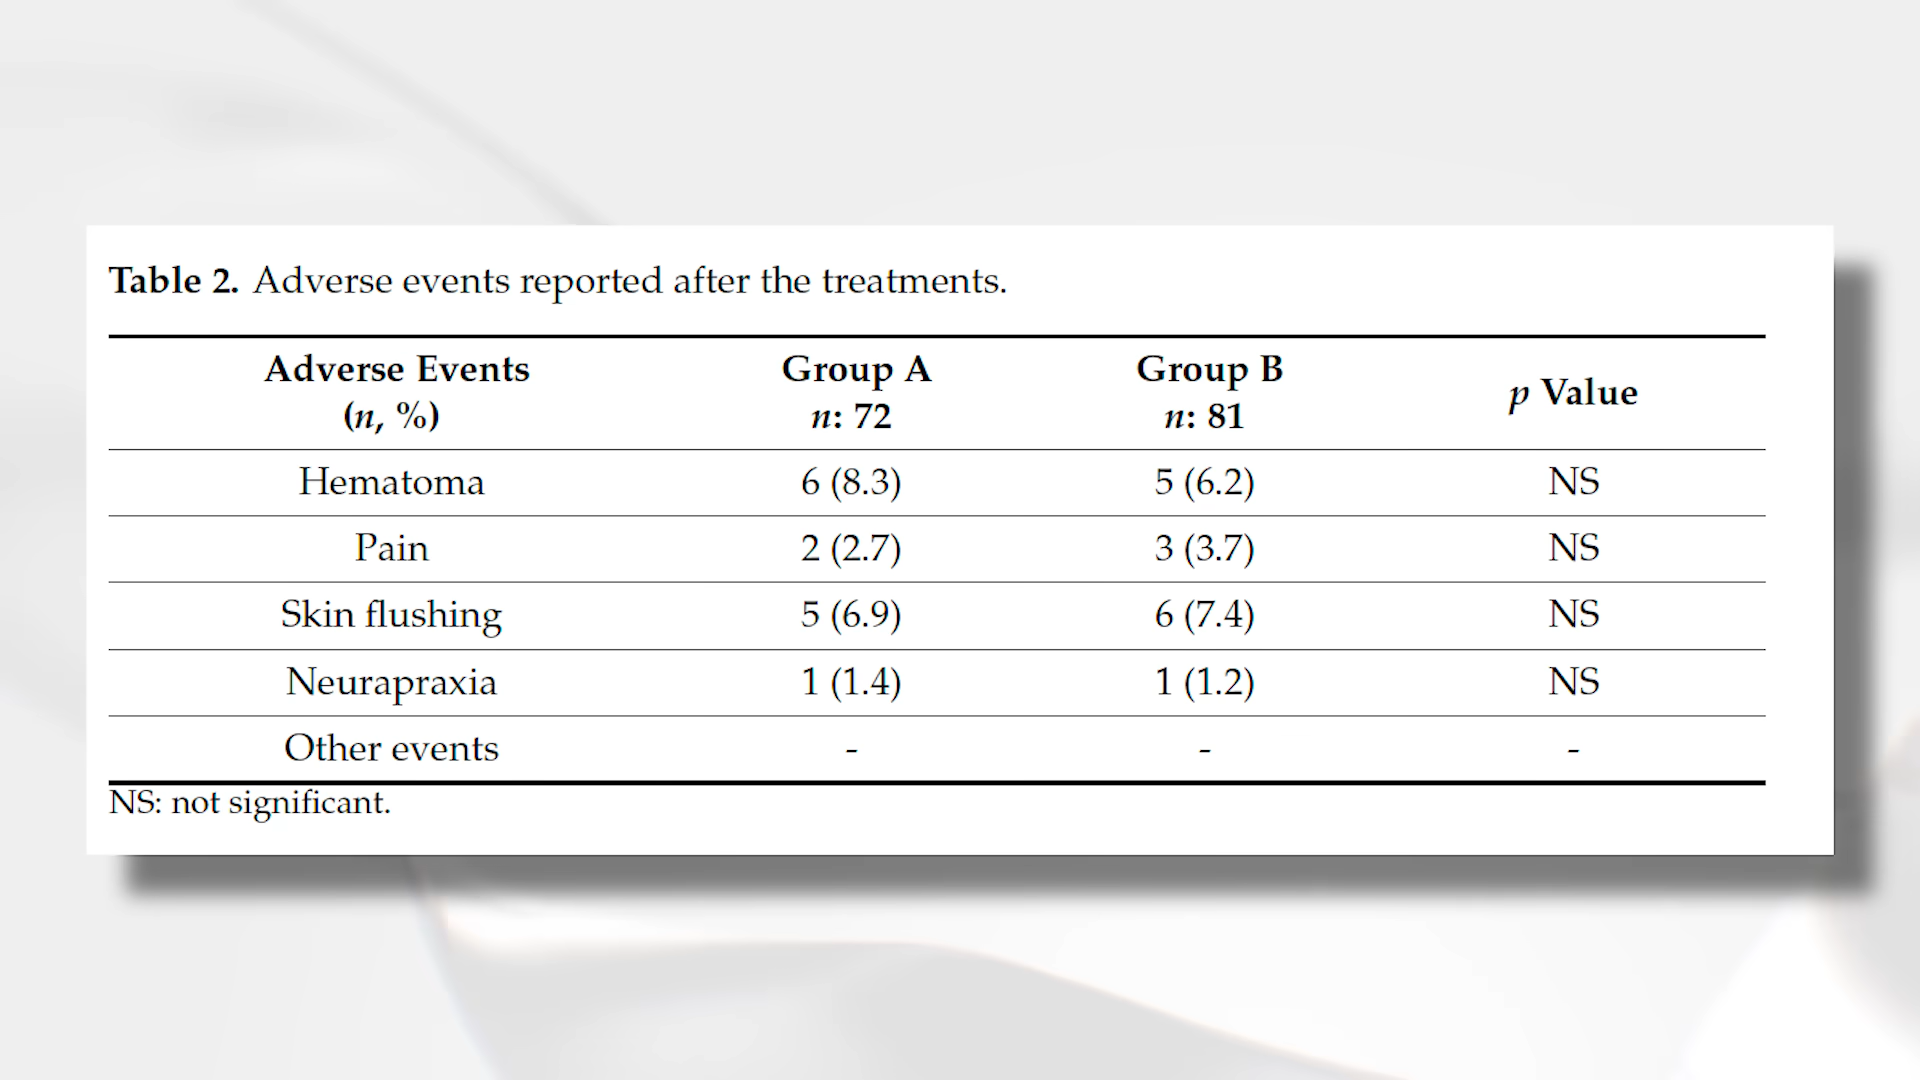 Table 2. Adverse events reported after the treatments.
Adverse Events Group A Group B p Value
(n, %) n: 72 n: 81
Hematoma 6 (8.3) 5 (6.2) NS
Pain 2 (2.7) 3 (3.7) NS
Skin flushing 5 (6.9) 6 (7.4) NS
Neurapraxia 1 (1.4) 1 (1.2) NS
Other events - - -
NS: not significant.